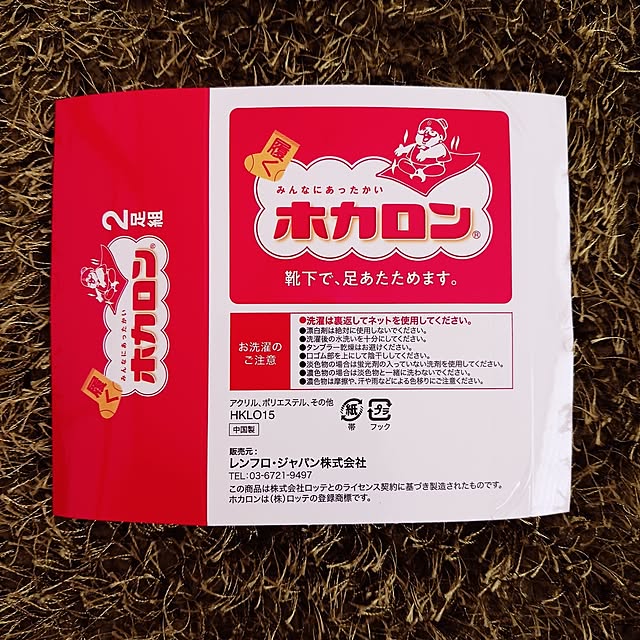 2足組
履く
みんなにあったかい
ホカロン®
履く
みんなにあったかい
ホカロン®
靴下で、足あたためます。
お洗濯の
ご注意
●洗濯は裏返してネットを使用してください。
●漂白剤は絶対に使用しないでください。
●洗濯後の水洗いを十分にしてください。
●タンブラー乾燥はお避けください。
●口ゴム部を上にして陰干ししてください。
●淡色物の場合は蛍光剤の入っていない洗剤を使用してください。
●濃色物の場合は淡色物と一緒に洗わないでください。
●濃色物は摩擦や、汗や雨などによる色移りにご注意ください。
アクリル、ポリエステル、その他
HKLO15
中国製
紙
帯
プラ
フック
販売元:
レンフロ・ジャパン株式会社
TEL:03-6721-9497
この商品は株式会社ロッテとのライセンス契約に基づき製造されたものです。
ホカロンは(株)ロッテの登録商標です。